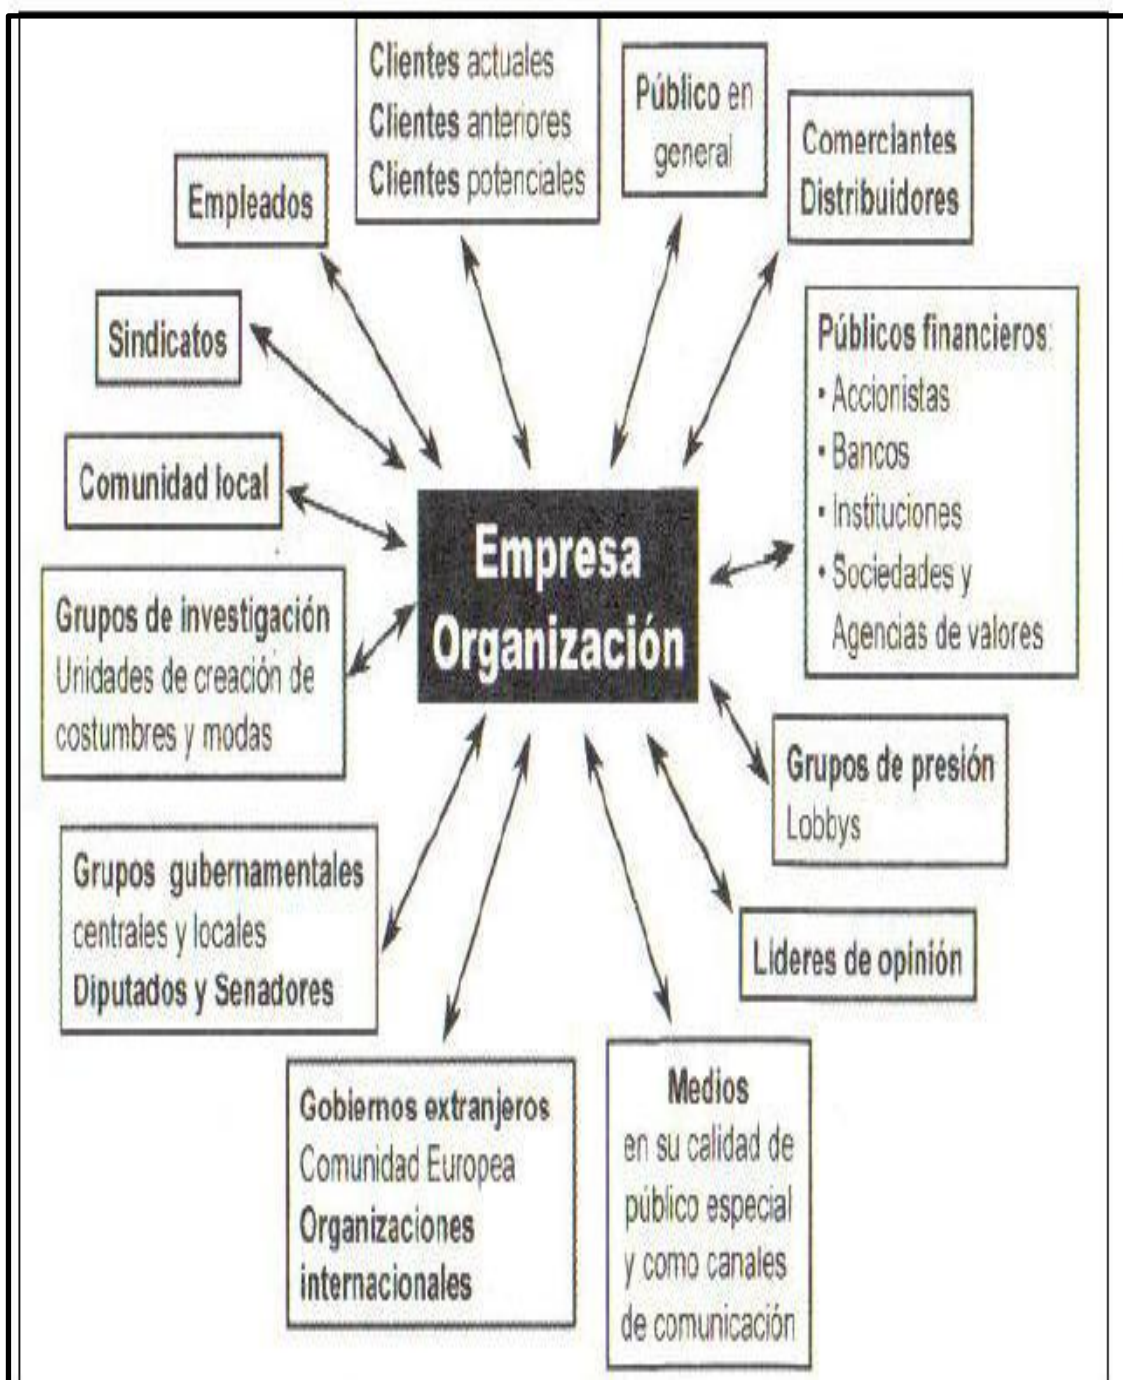 Clientes actuales
Clientes anteriores
Clientes potenciales
Público en
general
Comerciantes
Distribuidores
Empleados
Sindicatos
Públicos financieros:
• Accionistas
• Bancos
• Instituciones
• Sociedades y
Agencias de valores
Comunidad local
Empresa
Organización
Grupos de investigación
Unidades de creación de
costumbres y modas
Grupos de presión
Lobbys
Grupos gubernamentales
centrales y locales
Diputados y Senadores
Líderes de opinión
Gobiernos extranjeros
Comunidad Europea
Organizaciones
internacionales
Medios
en su calidad de
público especial
y como canales
de comunicación